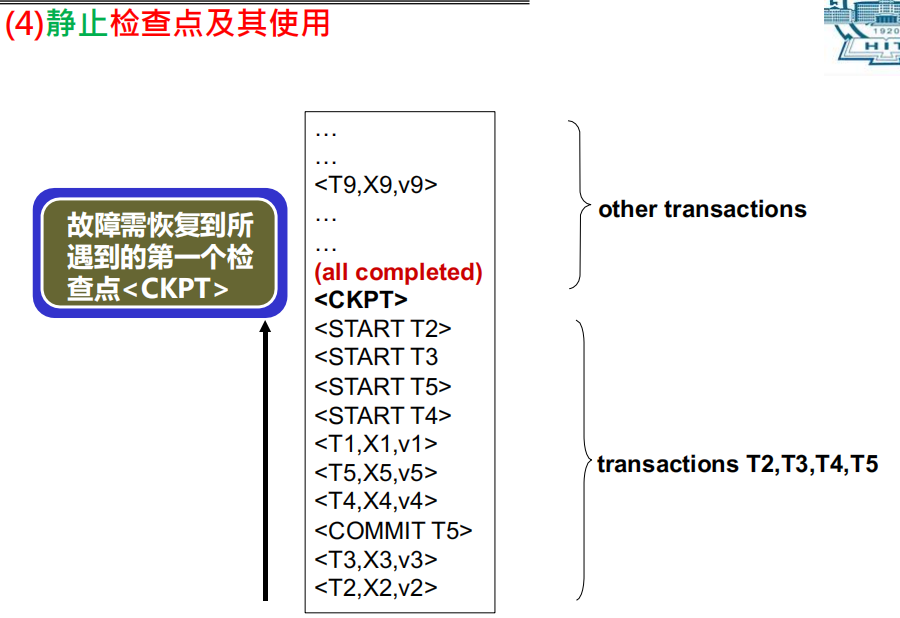 (4)静止检查点及其使用
1920
HIT
…
…
<T9,X9,v9>
…
…
(all completed)
<CKPT>
<START T2>
<START T3
<START T5>
<START T4>
<T1,X1,v1>
<T5,X5,v5>
<T4,X4,v4>
<COMMIT T5>
<T3,X3,v3>
<T2,X2,v2>
故障需恢复到所
遇到的第一个检
查点<CKPT>
other transactions
transactions T2,T3,T4,T5